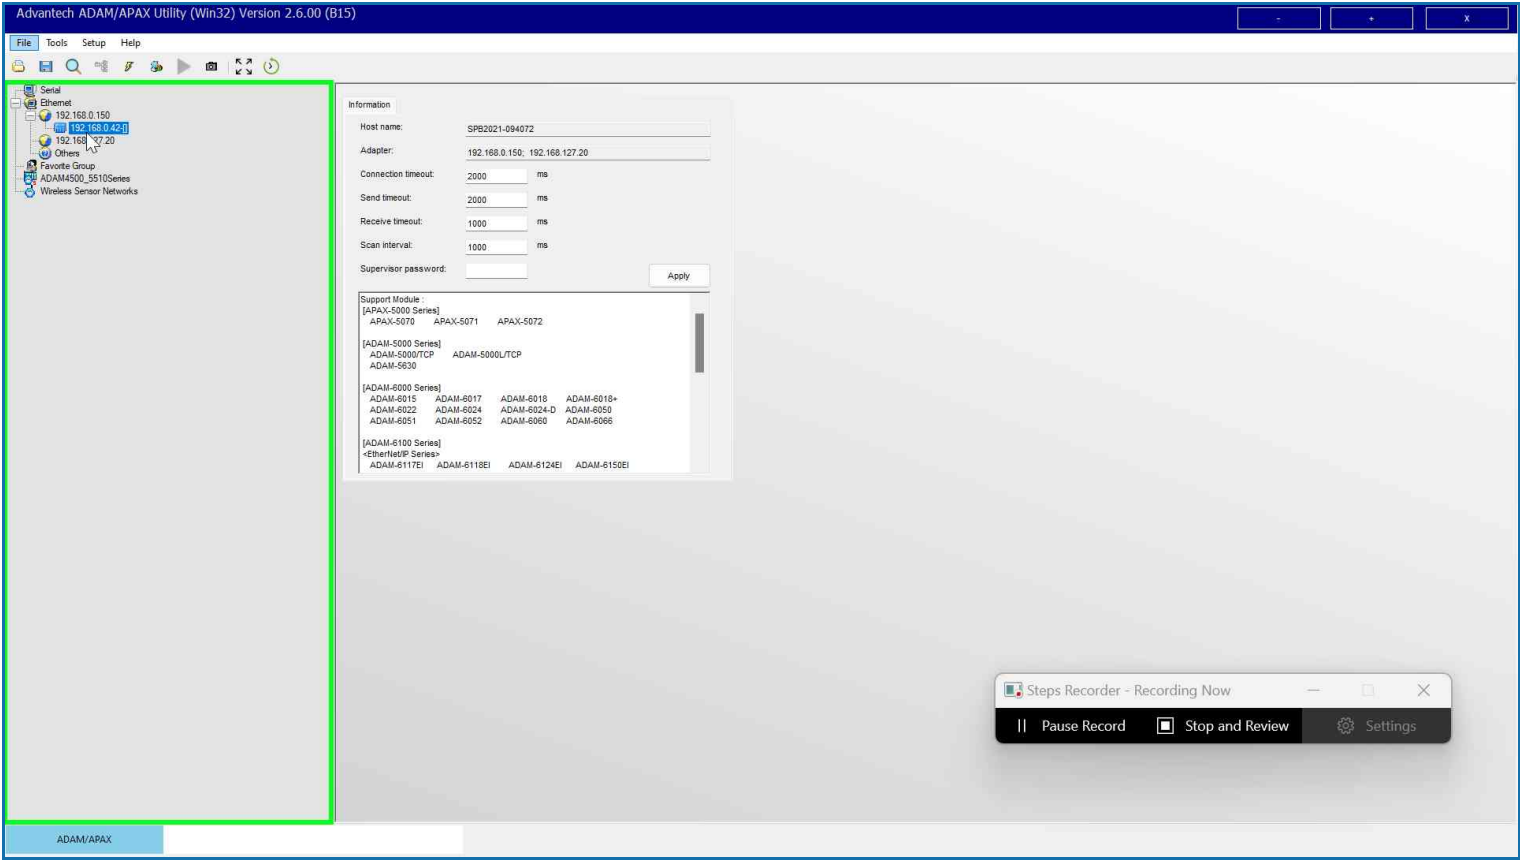 Advantech ADAM/APAX Utility (Win32) Version 2.6.00 (B15)
- + X
File Tools Setup Help
Serial
Ethernet
192.168.0.150
192.168.0.42-[]
Others
Favorite Group
ADAM4500_5510Series
Wireless Sensor Networks
Information
Host name: SPB2021-094072
Adapter: 192.168.0.150; 192.168.127.20
Connection timeout: 2000 ms
Send timeout: 2000 ms
Receive timeout: 1000 ms
Scan interval: 1000 ms
Supervisor password:
Apply
Support Module :
[APAX-5000 Series]
APAX-5070 APAX-5071 APAX-5072
[ADAM-5000 Series]
ADAM-5000/TCP ADAM-5000L/TCP
ADAM-5630
[ADAM-6000 Series]
ADAM-6015 ADAM-6017 ADAM-6018 ADAM-6018+
ADAM-6022 ADAM-6024 ADAM-6024-D ADAM-6050
ADAM-6051 ADAM-6052 ADAM-6060 ADAM-6066
[ADAM-6100 Series]
<EtherNet/IP Series>
ADAM-6117EI ADAM-6118EI ADAM-6124EI ADAM-6150EI
Steps Recorder - Recording Now
Pause Record Stop and Review Settings
ADAM/APAX